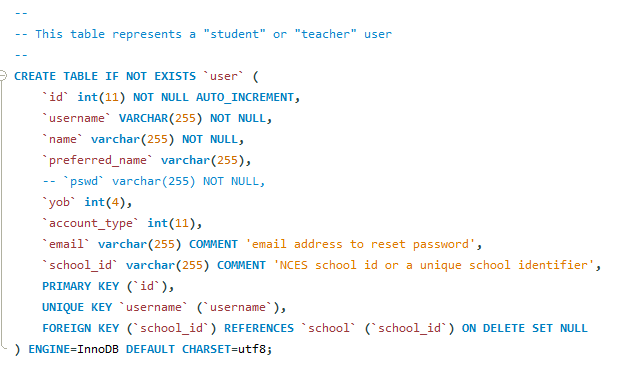 --
-- This table represents a "student" or "teacher" user
--
CREATE TABLE IF NOT EXISTS `user` (
    `id` int(11) NOT NULL AUTO_INCREMENT,
    `username` VARCHAR(255) NOT NULL,
    `name` varchar(255) NOT NULL,
    `preferred_name` varchar(255),
    -- `pswd` varchar(255) NOT NULL,
    `yob` int(4),
    `account_type` int(11),
    `email` varchar(255) COMMENT 'email address to reset password',
    `school_id` varchar(255) COMMENT 'NCES school id or a unique school identifier',
    PRIMARY KEY (`id`),
    UNIQUE KEY `username` (`username`),
    FOREIGN KEY (`school_id`) REFERENCES `school` (`school_id`) ON DELETE SET NULL
) ENGINE=InnoDB DEFAULT CHARSET=utf8;